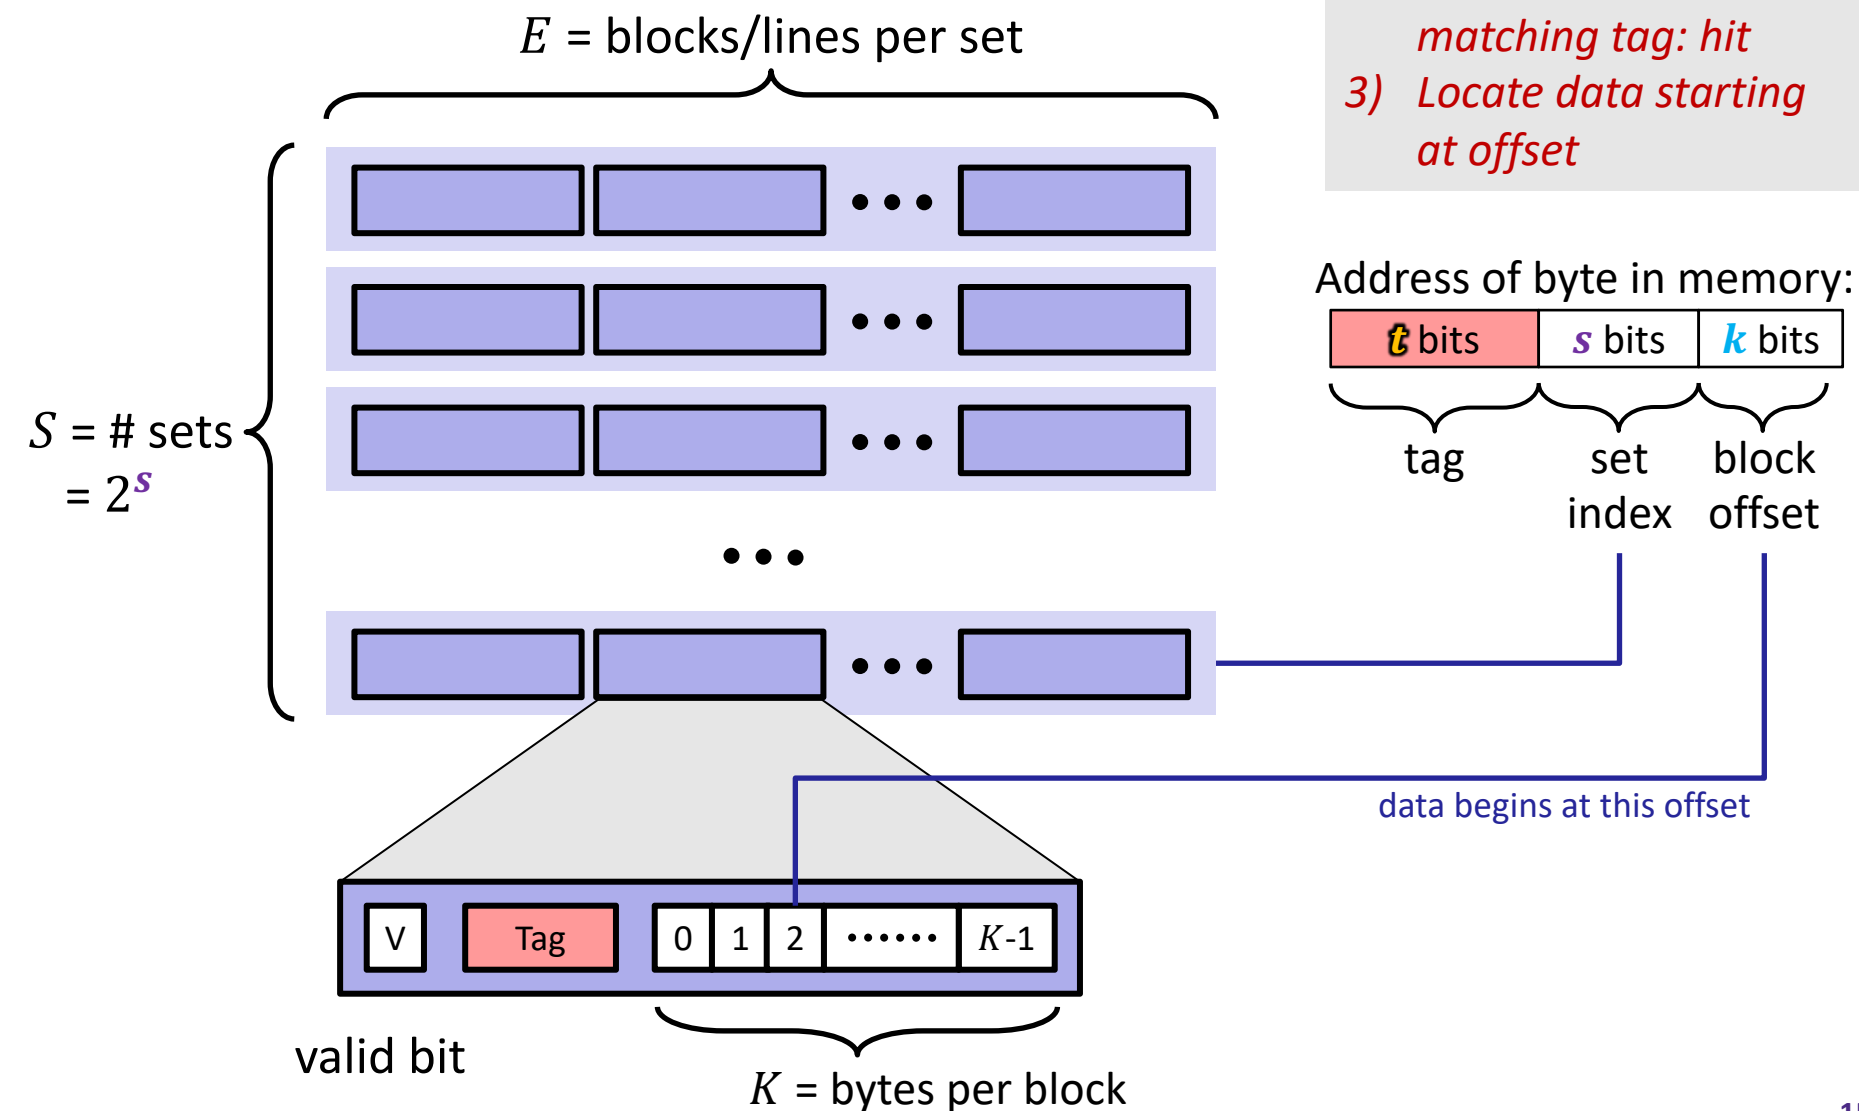 E = blocks/lines per set
matching tag: hit
3) Locate data starting
at offset
Address of byte in memory:
t bits s bits k bits
tag set index block offset
S = # sets
= 2^s
data begins at this offset
V Tag 0 1 2 ...... K-1
valid bit
K = bytes per block